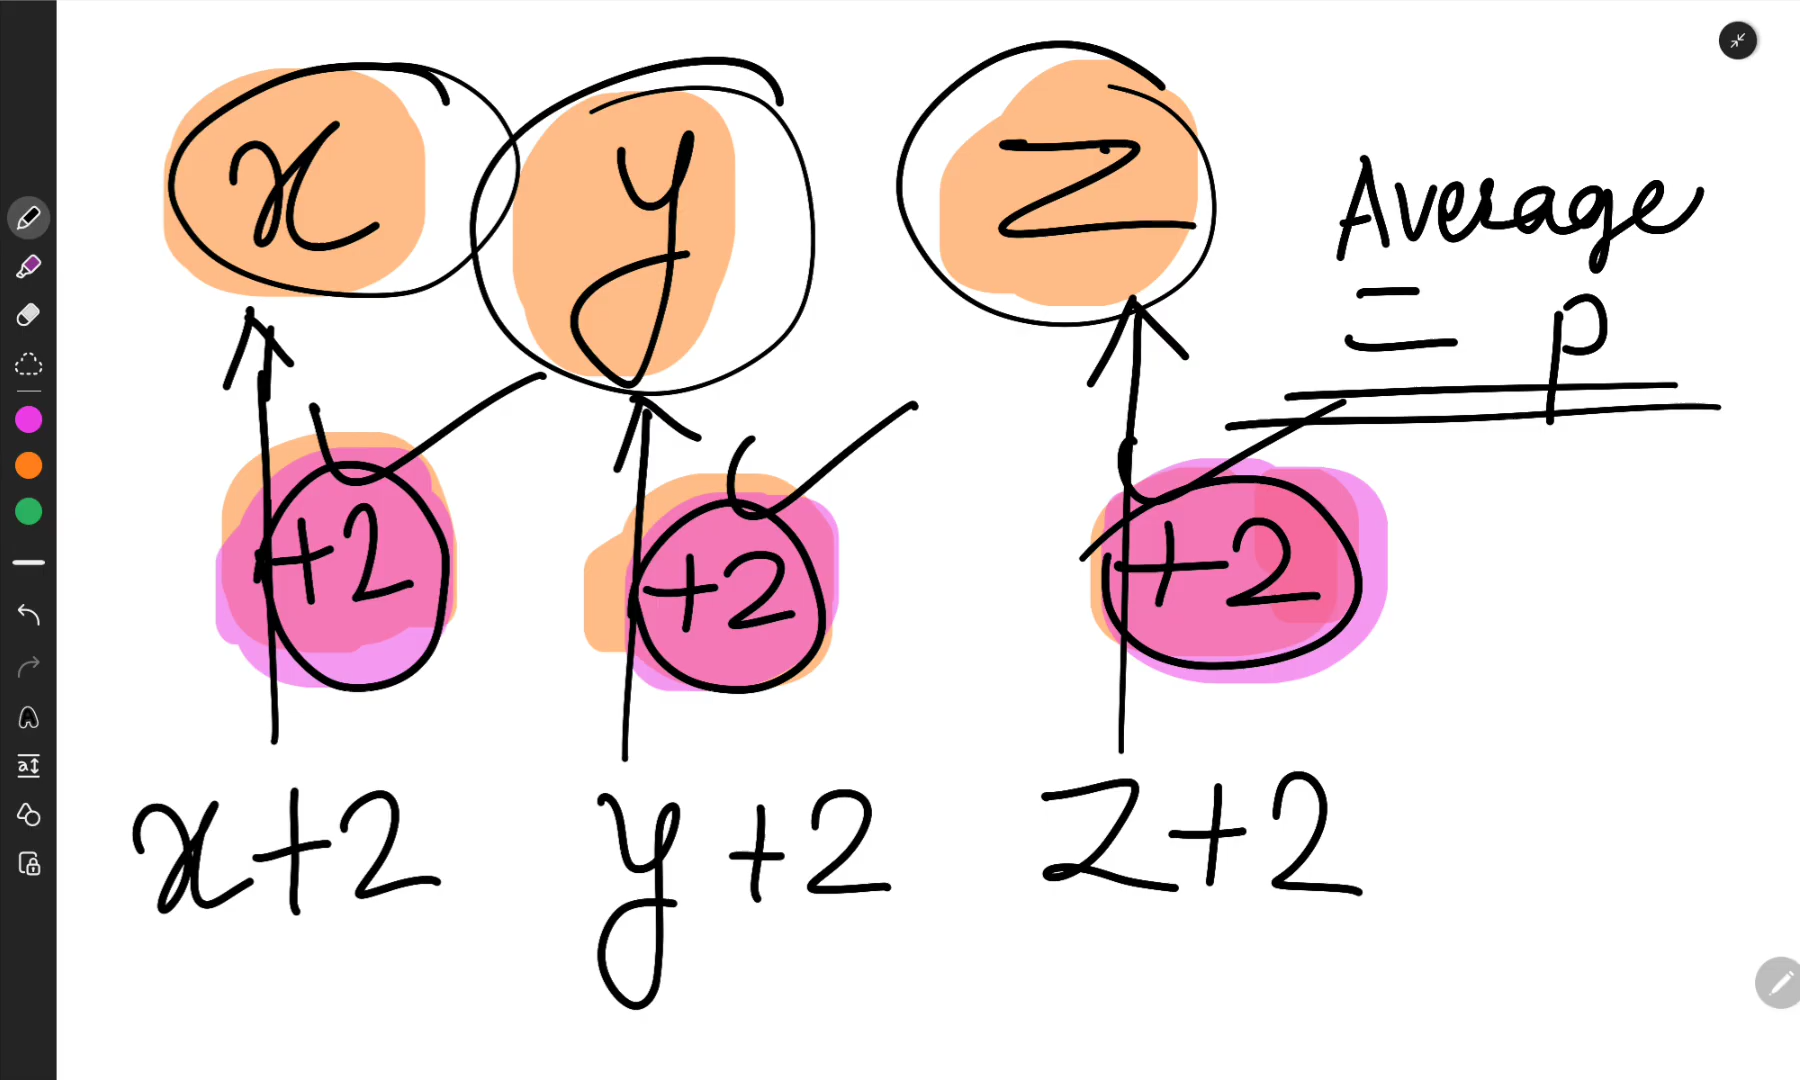 x y z
Average
= p
+2 +2 +2
x+2 y+2 z+2